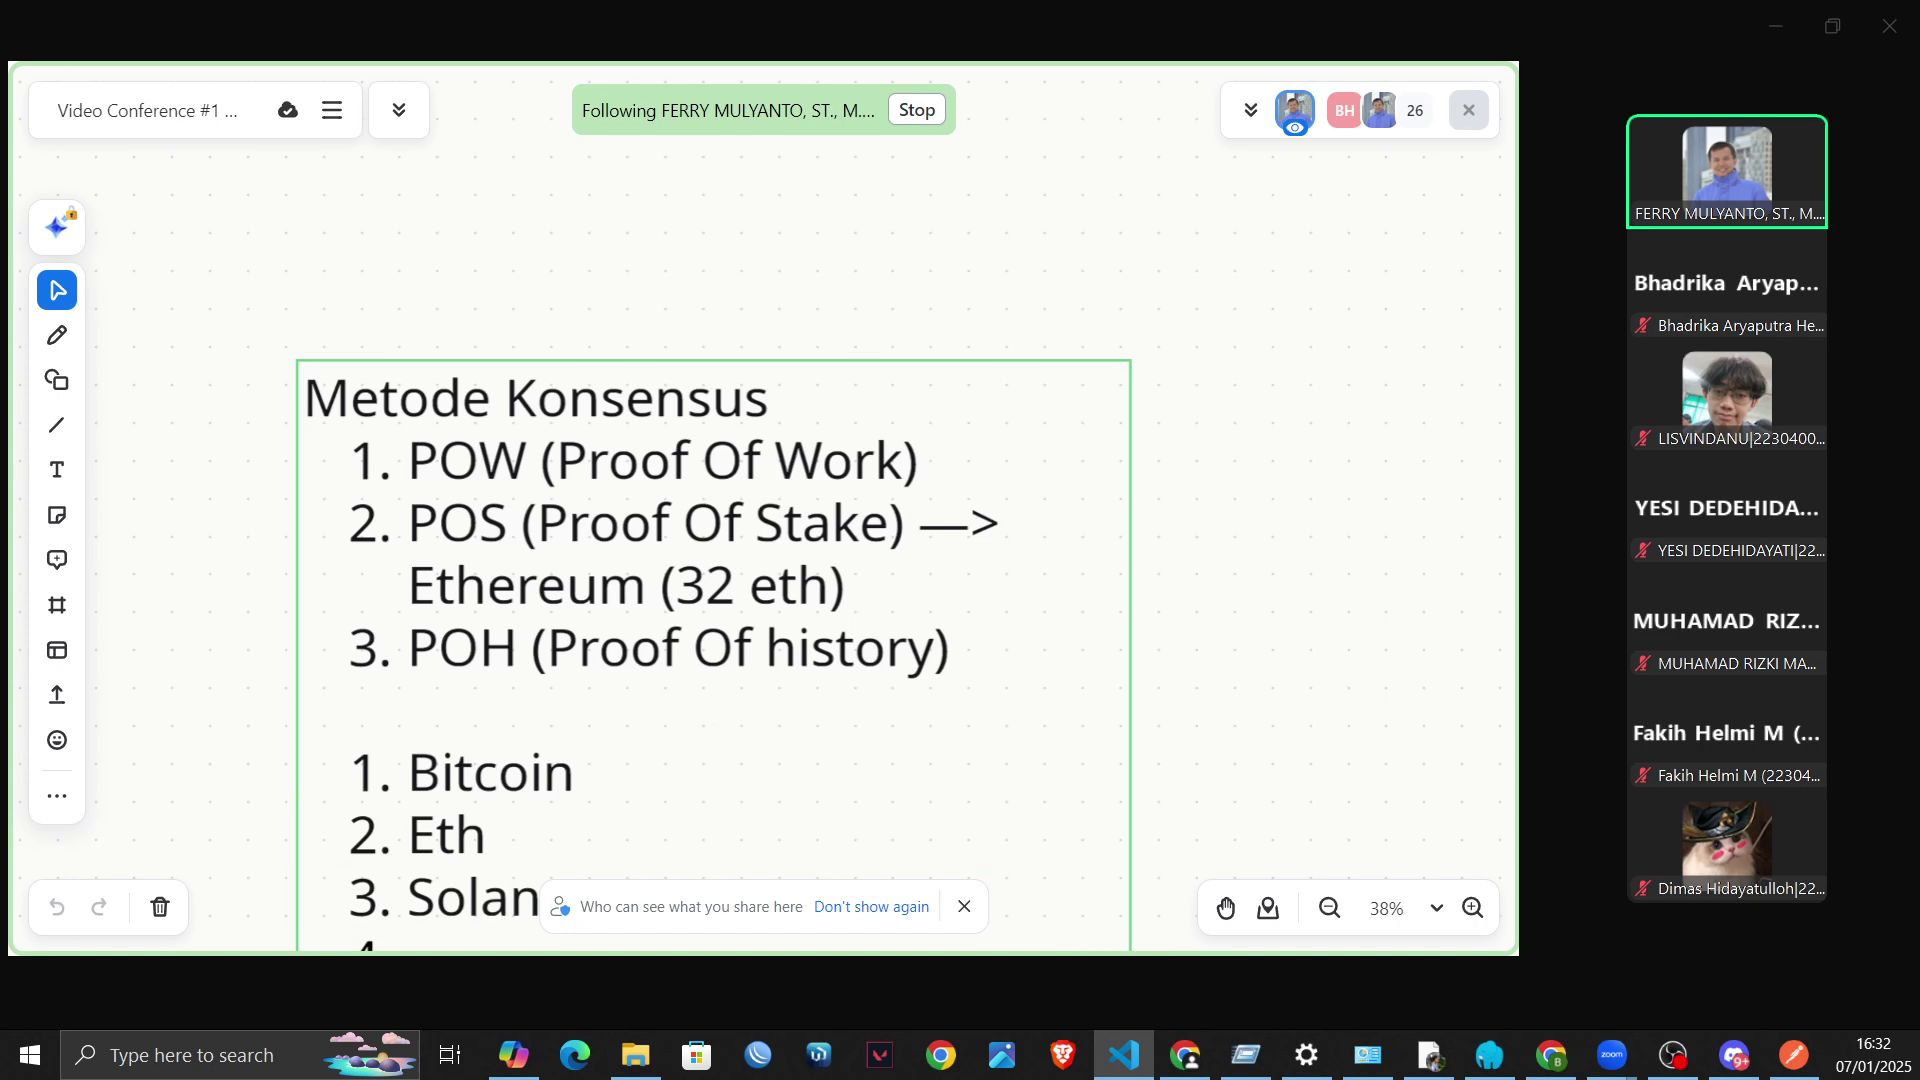 Video Conference #1 ...
Following FERRY MULYANTO, ST., M....
Stop
BH
26
Metode Konsensus
1. POW (Proof Of Work)
2. POS (Proof Of Stake) —>
Ethereum (32 eth)
3. POH (Proof Of history)
1. Bitcoin
2. Eth
3. Solan
Who can see what you share here
Don't show again
38%
FERRY MULYANTO, ST., M....
Bhadrika Aryap...
Bhadrika Aryaputra He...
LISVINDANU|2230400...
YESI DEDEHIDA...
YESI DEDEHIDAYATI|22...
MUHAMAD RIZ...
MUHAMAD RIZKI MA...
Fakih Helmi M (...
Fakih Helmi M (22304...
Dimas Hidayatulloh|22...
Type here to search
zoom
9+
16:32
07/01/2025